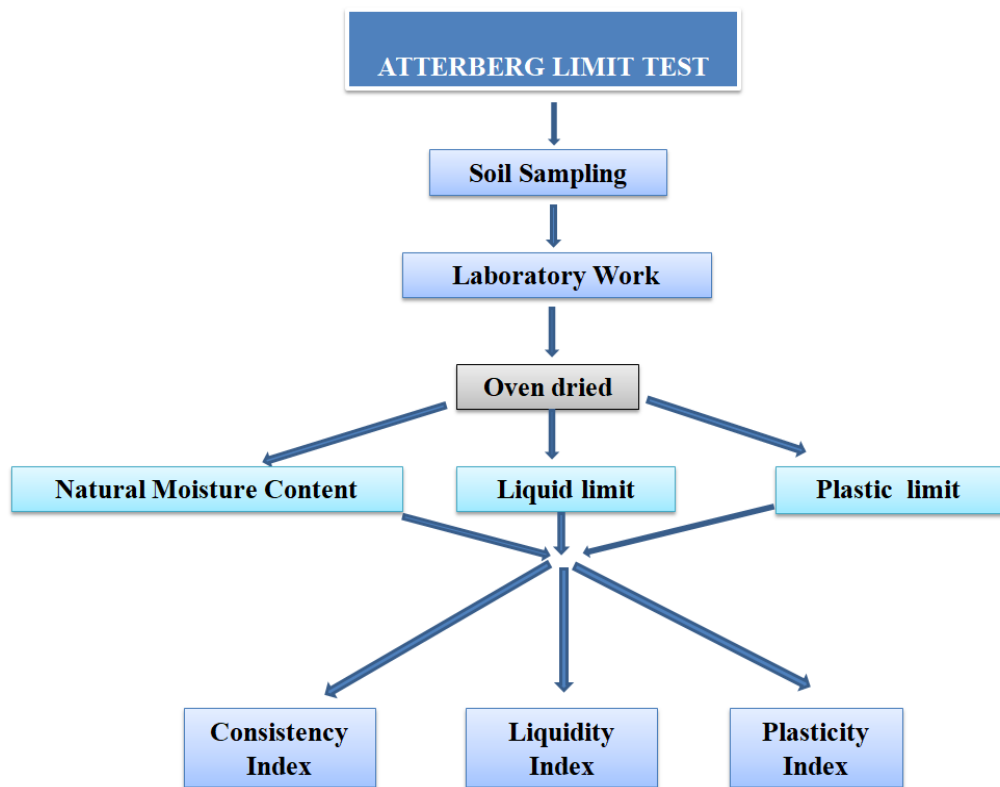 ATTERBERG LIMIT TEST
Soil Sampling
Laboratory Work
Oven dried
Natural Moisture Content
Liquid limit
Plastic limit
Consistency
Index
Liquidity
Index
Plasticity
Index